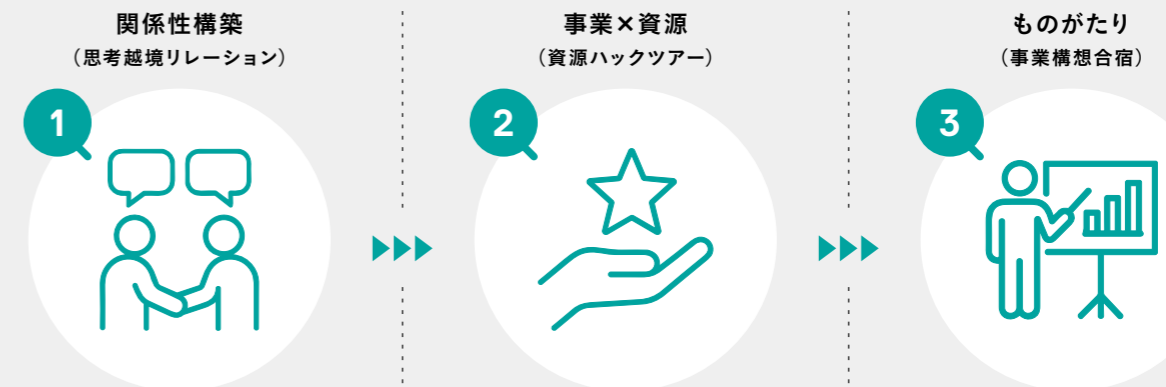 関係性構築
（思考越境リレーション）
1
事業×資源
（資源ハックツアー）
2
ものがたり
（事業構想合宿）
3